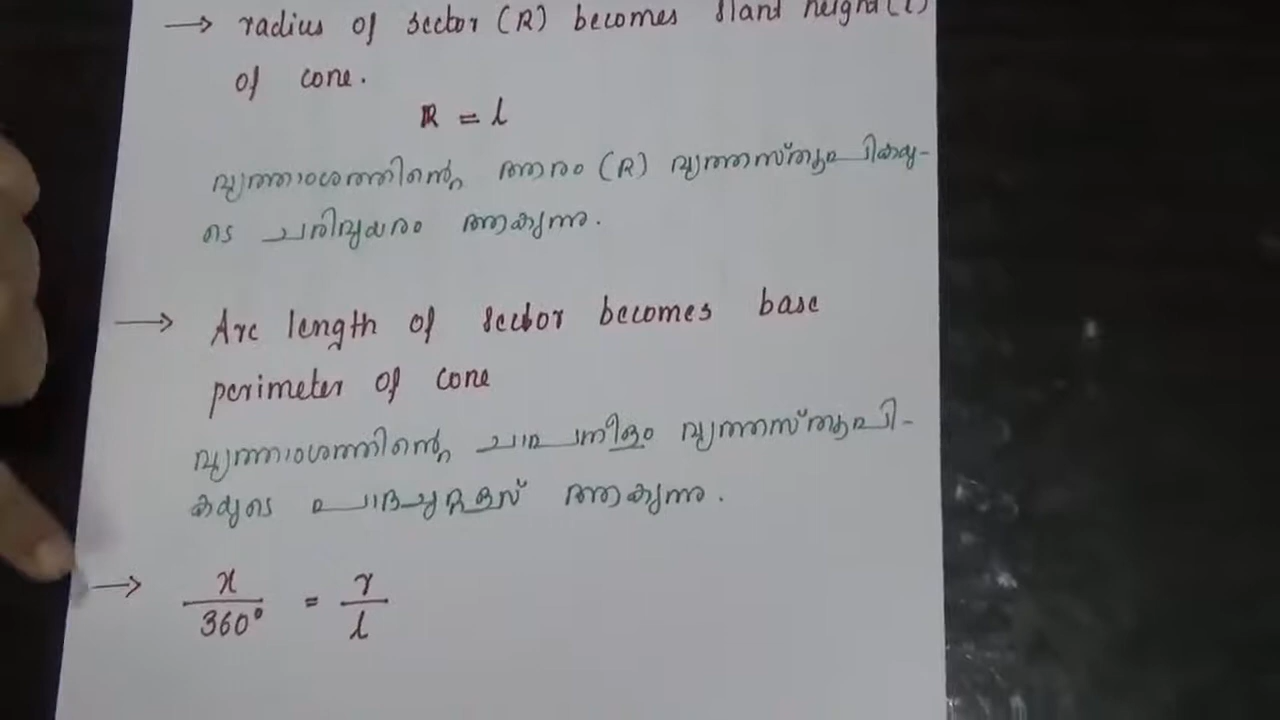 → radius of sector (R) becomes slant height (l)
of cone.
R = l
വൃത്താംശത്തിന്റെ ആരം (R) വൃത്തസ്തൂപികയു-
ടെ ചരിവുയരം ആകുന്നു.
→ Arc length of sector becomes base
perimeter of cone
വൃത്താംശത്തിന്റെ ചാപനീളം വൃത്തസ്തൂപി-
കയുടെ പാദചുറ്റളവ് ആകുന്നു.
→ x/360° = r/l